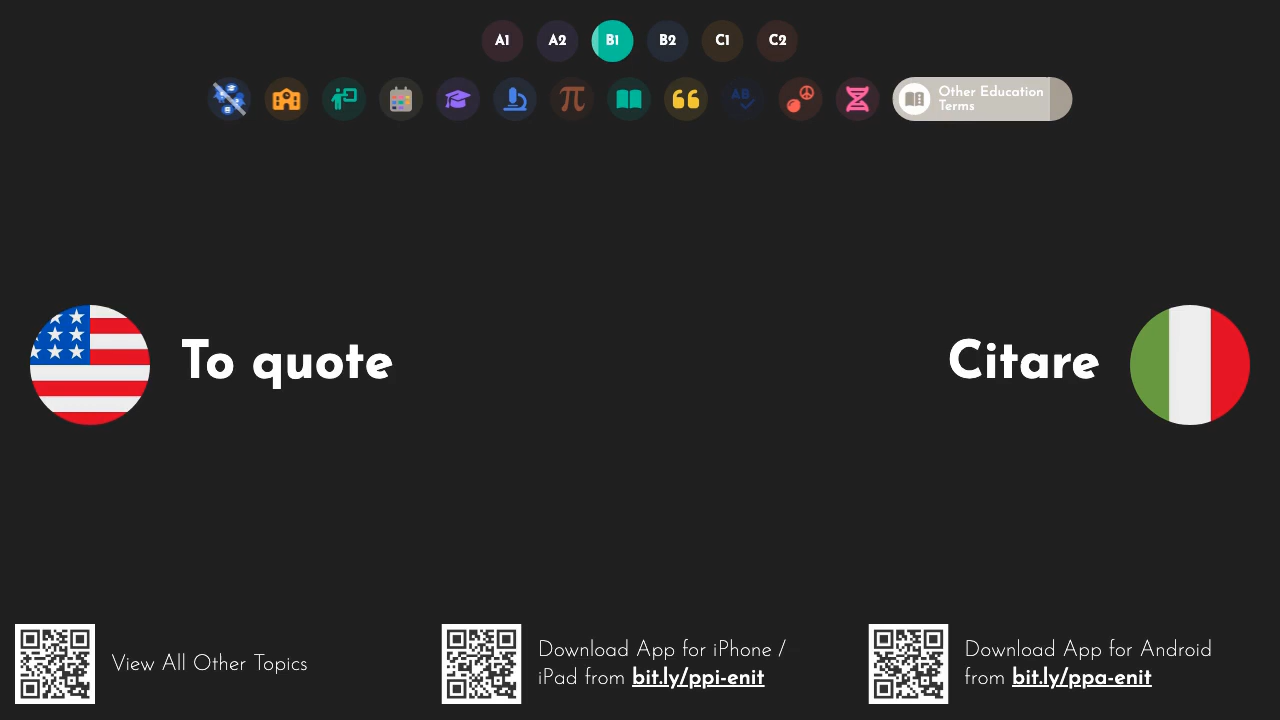 A1 A2 B1 B2 C1 C2
AB
Other Education
Terms
To quote
Citare
View All Other Topics
Download App for iPhone /
iPad from bit.ly/ppi-enit
Download App for Android
from bit.ly/ppa-enit